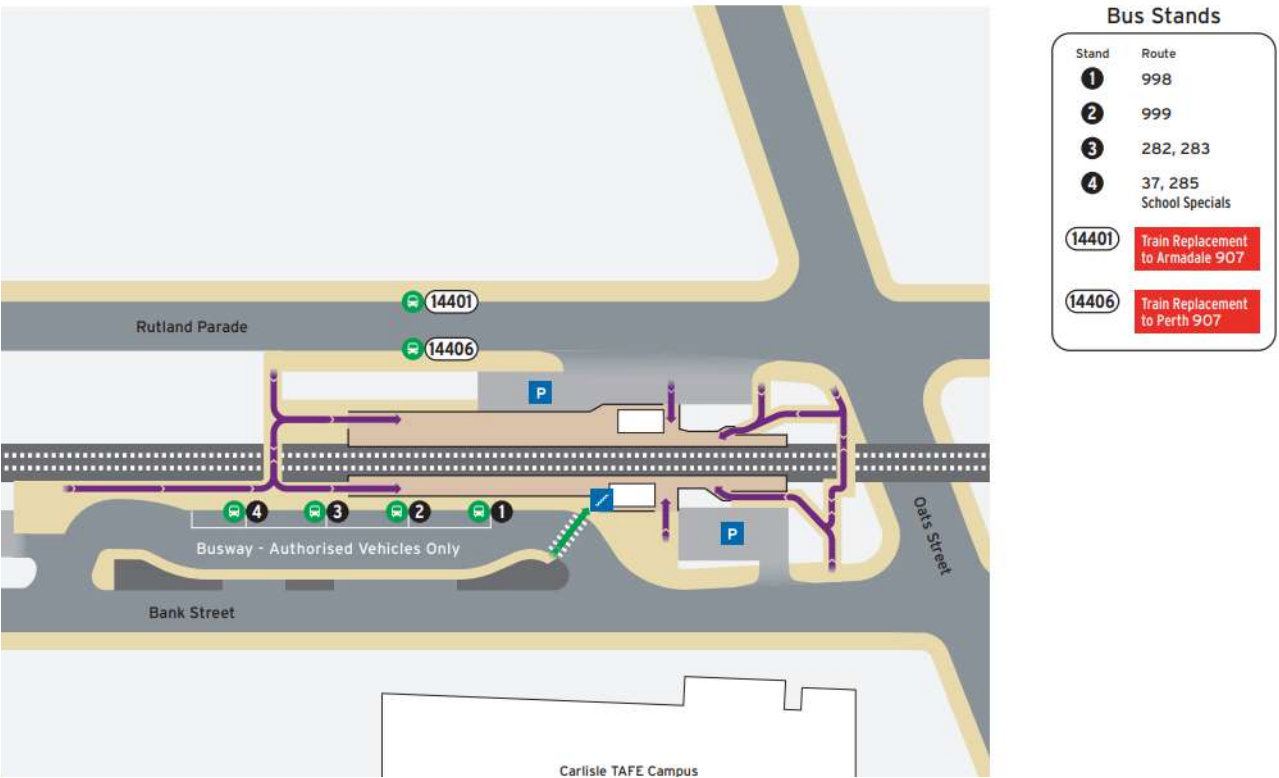 Bus Stands
Stand Route
1 998
2 999
3 282, 283
4 37, 285
School Specials
14401 Train Replacement
to Armadale 907
14406 Train Replacement
to Perth 907
14401
Rutland Parade
14406
P
4 3 2 1
P
Oats Street
Busway - Authorised Vehicles Only
Bank Street
Carlisle TAFE Campus